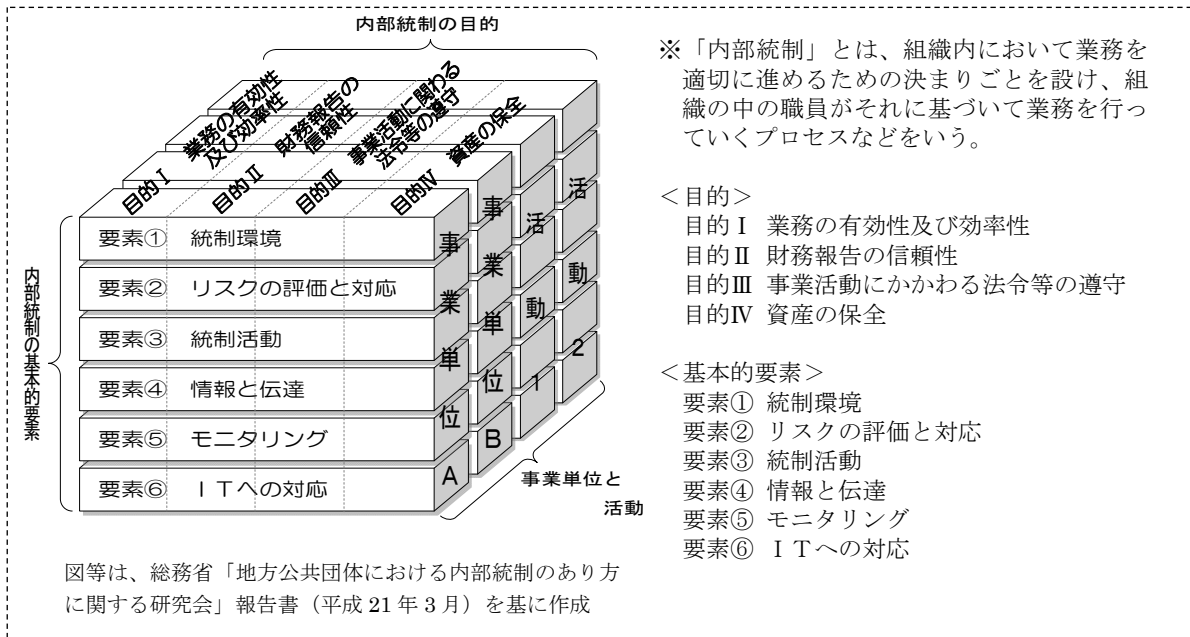 内部統制の目的
業務の有効性
及び効率性
財務報告の
信頼性
事業活動に関わる
法令等の遵守
資産の保全
目的Ⅰ
目的Ⅱ
目的Ⅲ
目的Ⅳ
内部統制の基本的要素
要素① 統制環境
要素② リスクの評価と対応
要素③ 統制活動
要素④ 情報と伝達
要素⑤ モニタリング
要素⑥ ＩＴへの対応
事業単位A
事業単位B
活動1
活動2
事業単位と
活動
図等は、総務省「地方公共団体における内部統制のあり方
に関する研究会」報告書（平成 21 年 3 月）を基に作成
※「内部統制」とは、組織内において業務を
適切に進めるための決まりごとを設け、組
織の中の職員がそれに基づいて業務を行っ
ていくプロセスなどをいう。
＜目的＞
目的Ⅰ 業務の有効性及び効率性
目的Ⅱ 財務報告の信頼性
目的Ⅲ 事業活動にかかわる法令等の遵守
目的Ⅳ 資産の保全
＜基本的要素＞
要素① 統制環境
要素② リスクの評価と対応
要素③ 統制活動
要素④ 情報と伝達
要素⑤ モニタリング
要素⑥ ＩＴへの対応